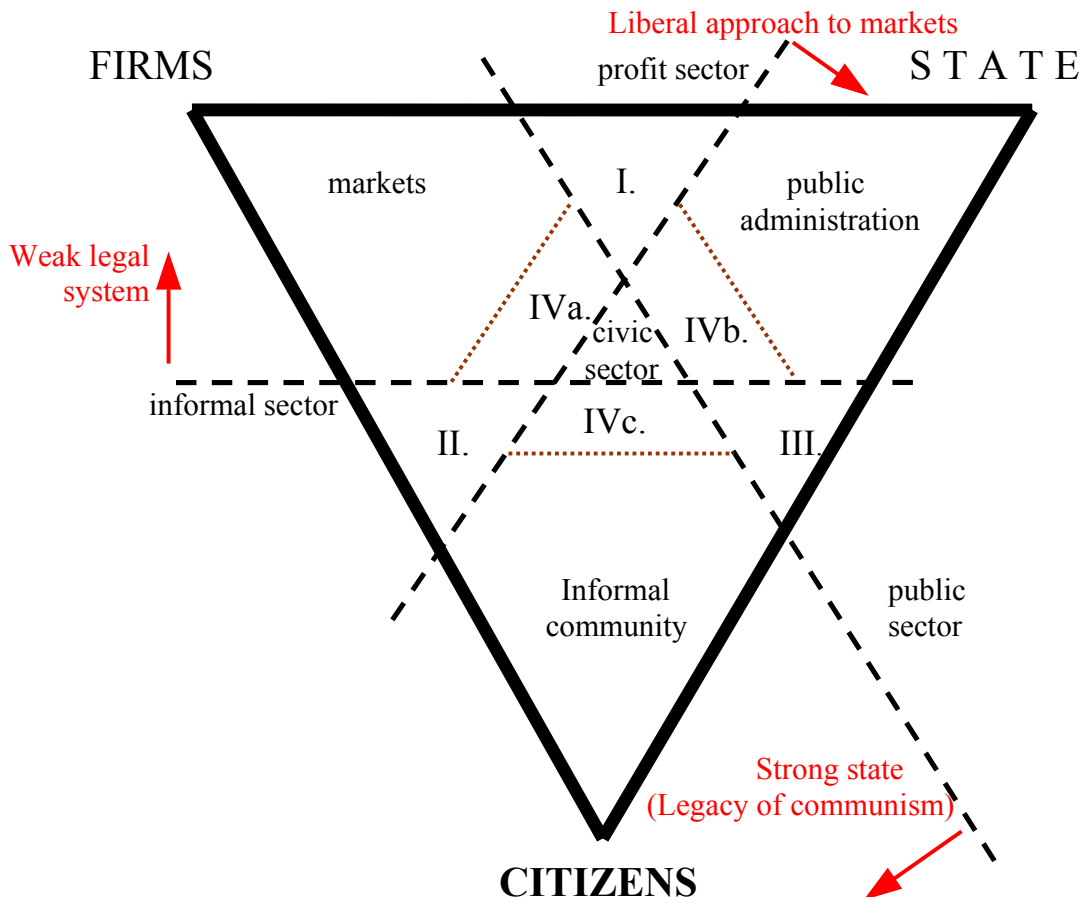 Liberal approach to markets
FIRMS
profit sector
S T A T E
markets
I.
public
administration
Weak legal
system
IVa.
civic
sector
IVb.
informal sector
II.
IVc.
III.
Informal
community
public
sector
Strong state
(Legacy of communism)
CITIZENS